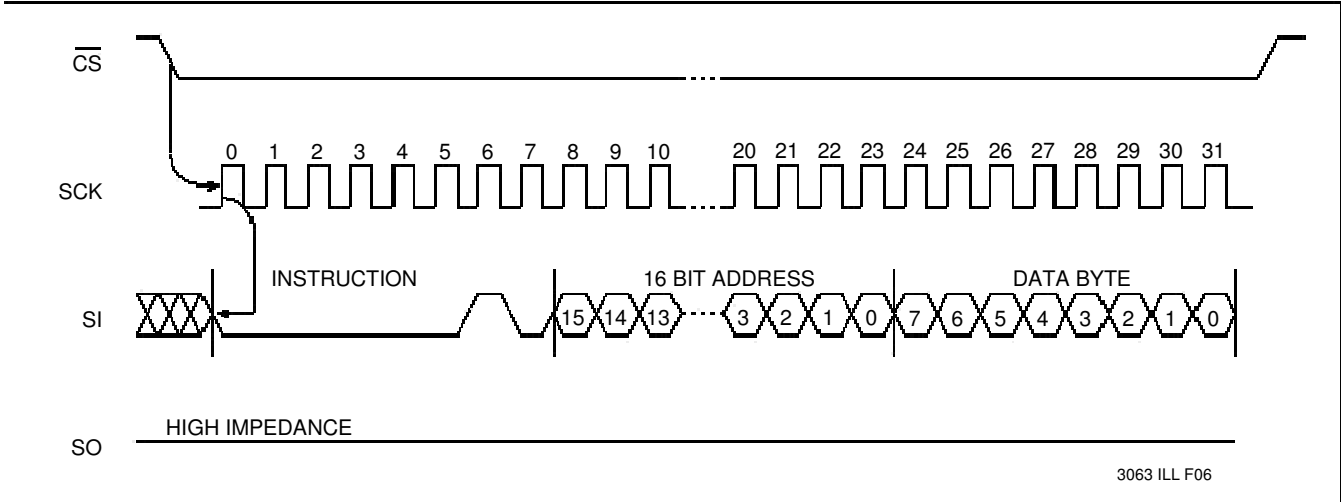 CS
0 1 2 3 4 5 6 7 8 9 10 20 21 22 23 24 25 26 27 28 29 30 31
SCK
INSTRUCTION 16 BIT ADDRESS DATA BYTE
SI 15 14 13 3 2 1 0 7 6 5 4 3 2 1 0
HIGH IMPEDANCE
SO
3063 ILL F06